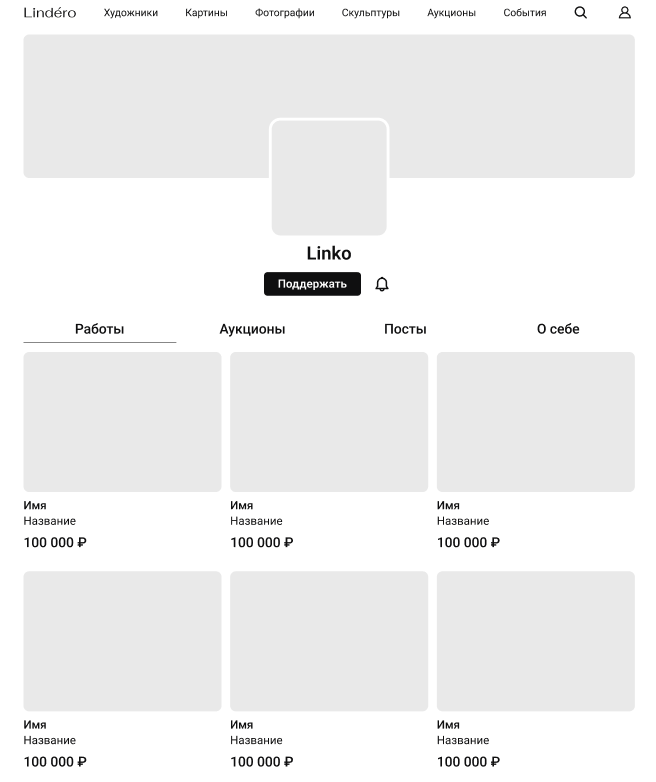 Lindéro Художники Картины Фотографии Скульптуры Аукционы События
Linko
Поддержать
Работы Аукционы Посты О себе
Имя Имя Имя
Название Название Название
100 000 ₽ 100 000 ₽ 100 000 ₽
Имя Имя Имя
Название Название Название
100 000 ₽ 100 000 ₽ 100 000 ₽